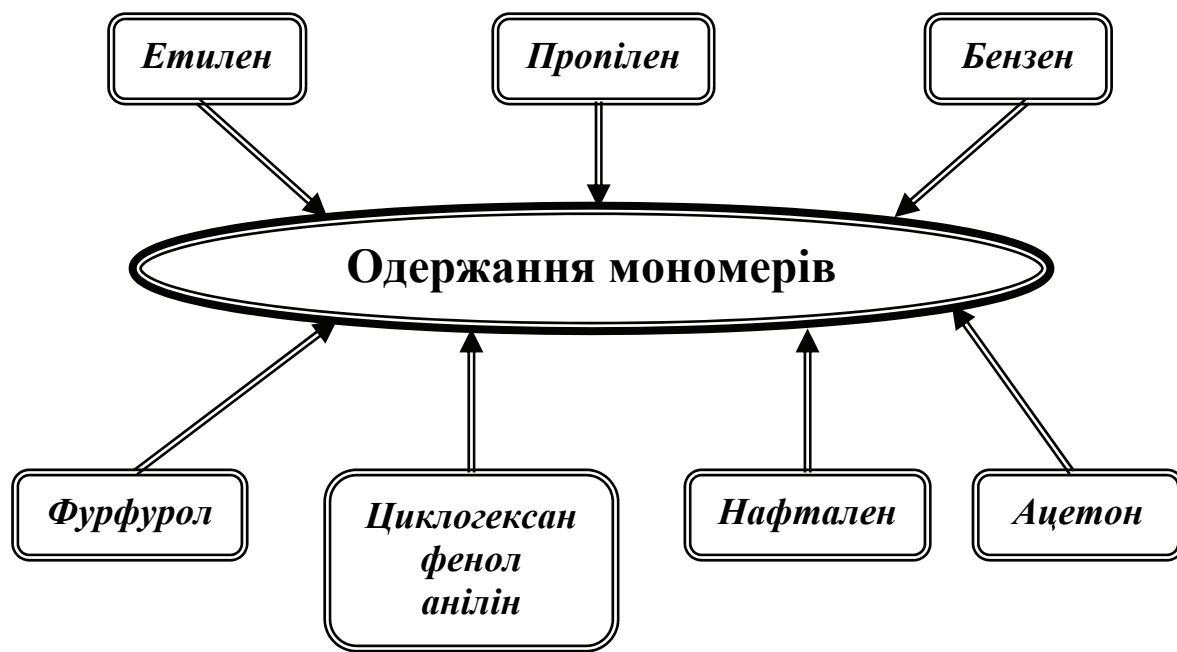 Етилен
Пропілен
Бензен
Одержання мономерів
Фурфурол
Циклогексан
фенол
анілін
Нафтален
Ацетон